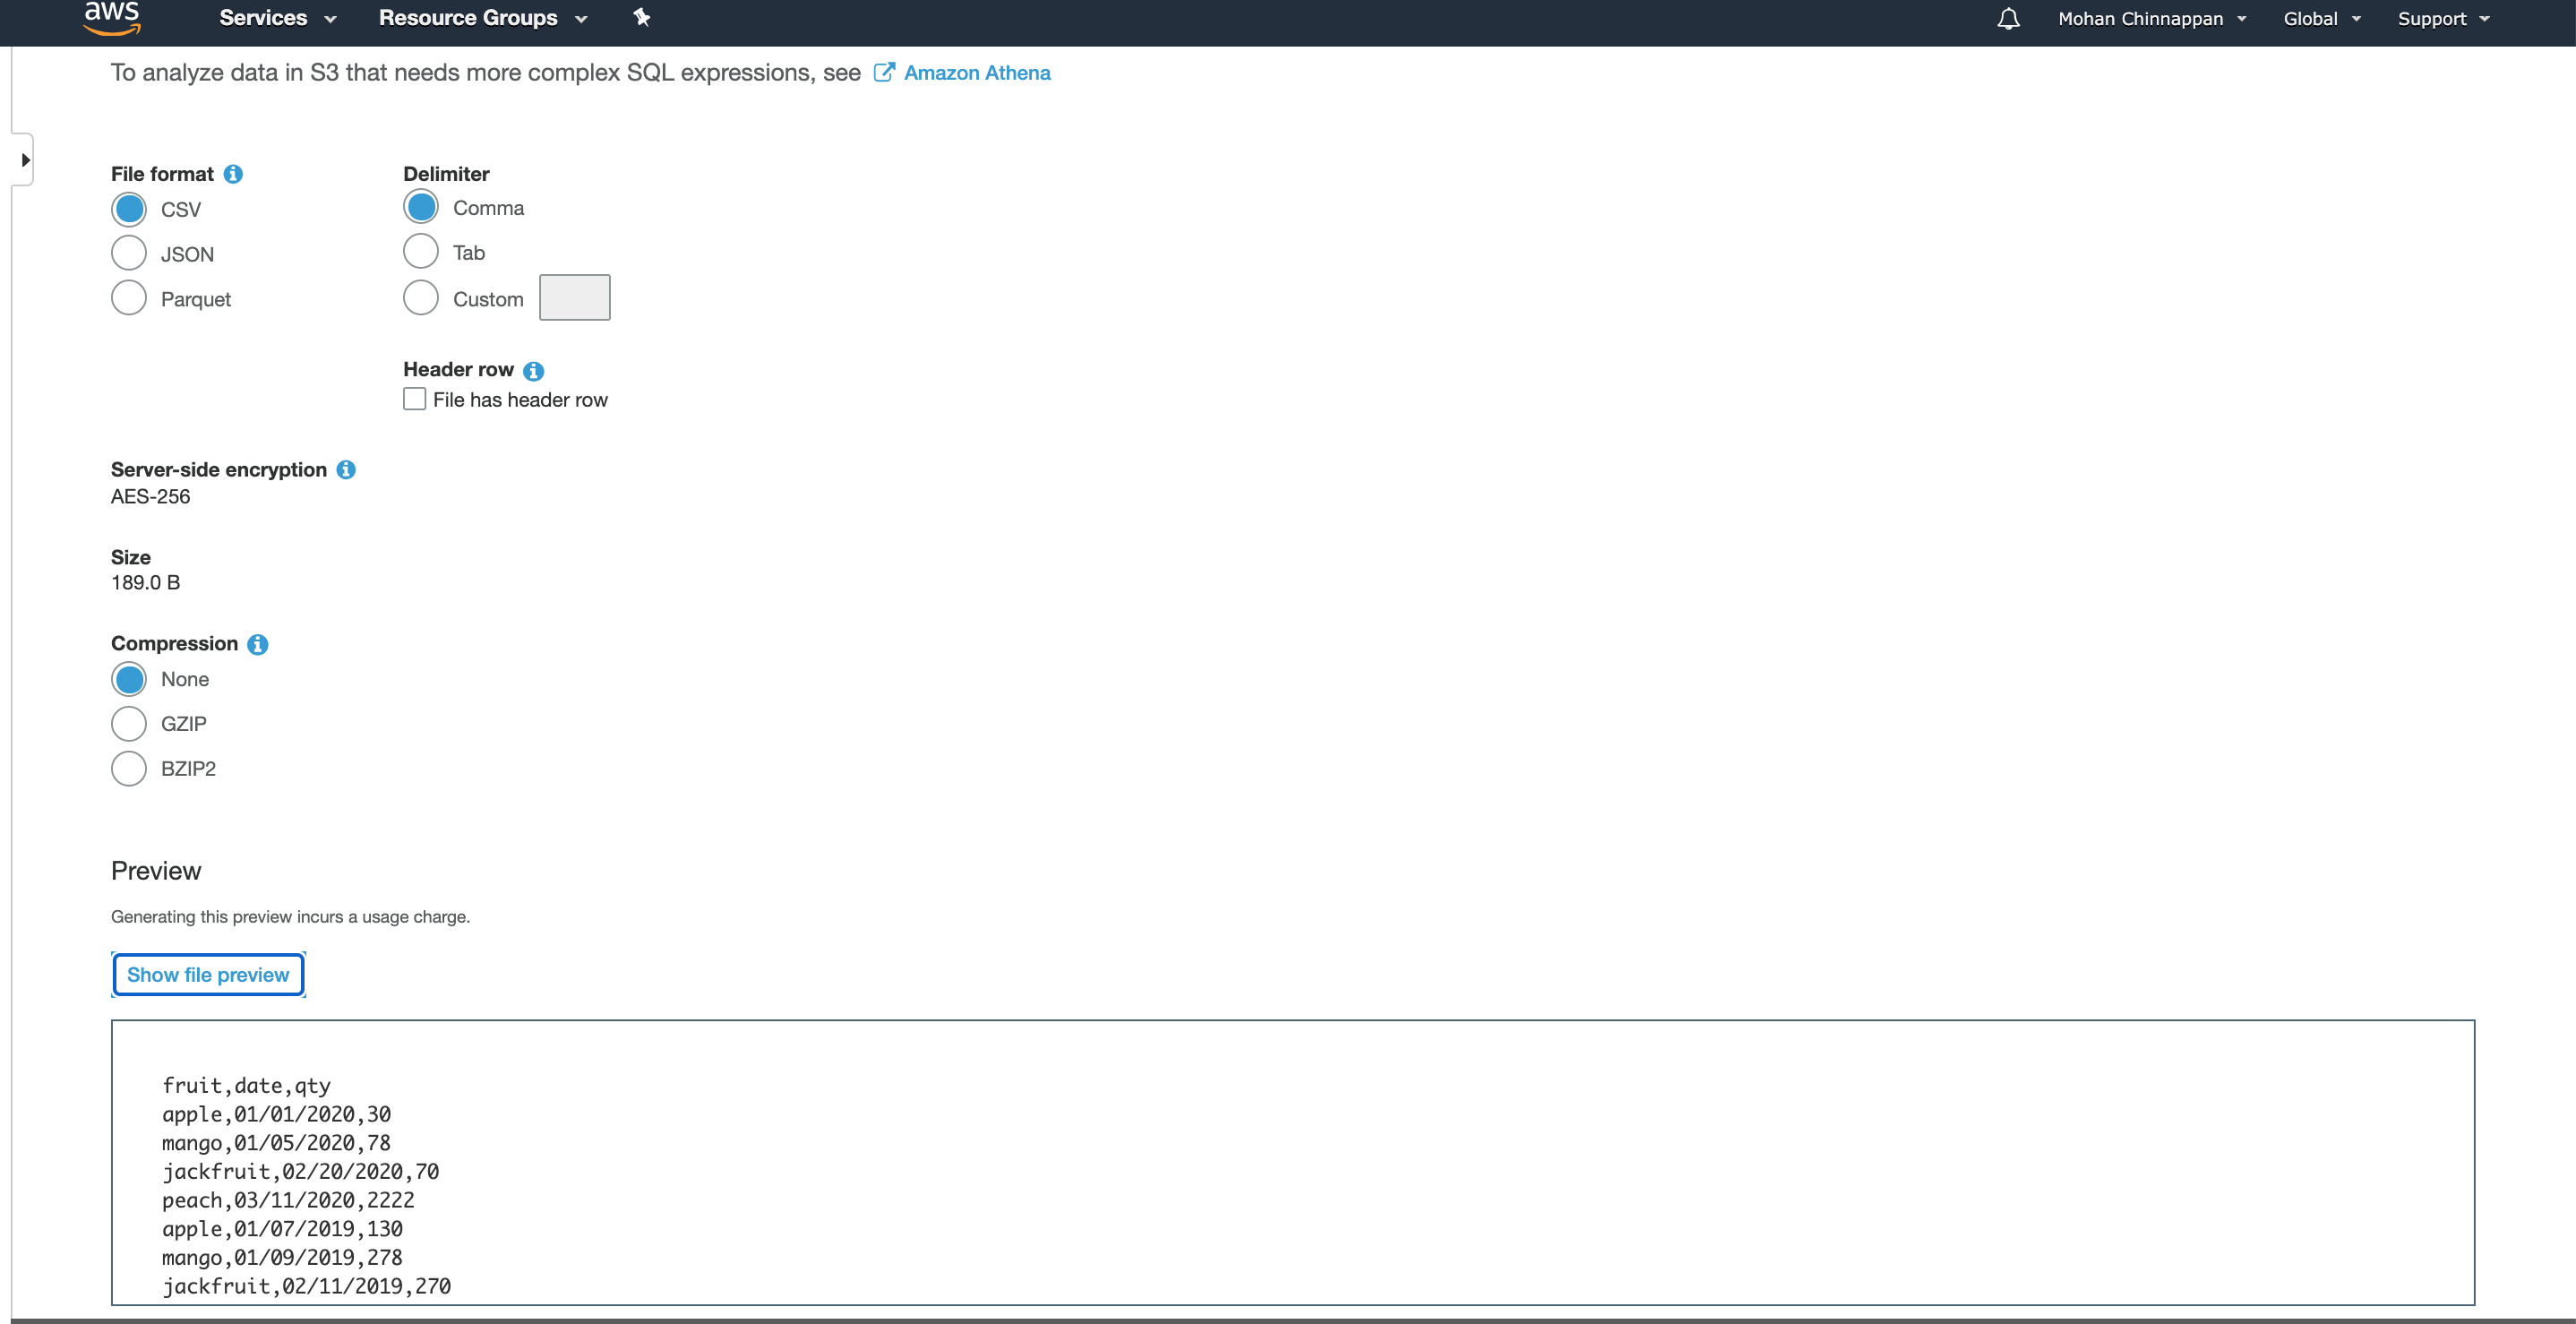 aws Services Resource Groups Mohan Chinnappan Global Support
To analyze data in S3 that needs more complex SQL expressions, see Amazon Athena
File format
CSV
JSON
Parquet
Delimiter
Comma
Tab
Custom
Header row
File has header row
Server-side encryption
AES-256
Size
189.0 B
Compression
None
GZIP
BZIP2
Preview
Generating this preview incurs a usage charge.
Show file preview
fruit,date,qty
apple,01/01/2020,30
mango,01/05/2020,78
jackfruit,02/20/2020,70
peach,03/11/2020,2222
apple,01/07/2019,130
mango,01/09/2019,278
jackfruit,02/11/2019,270